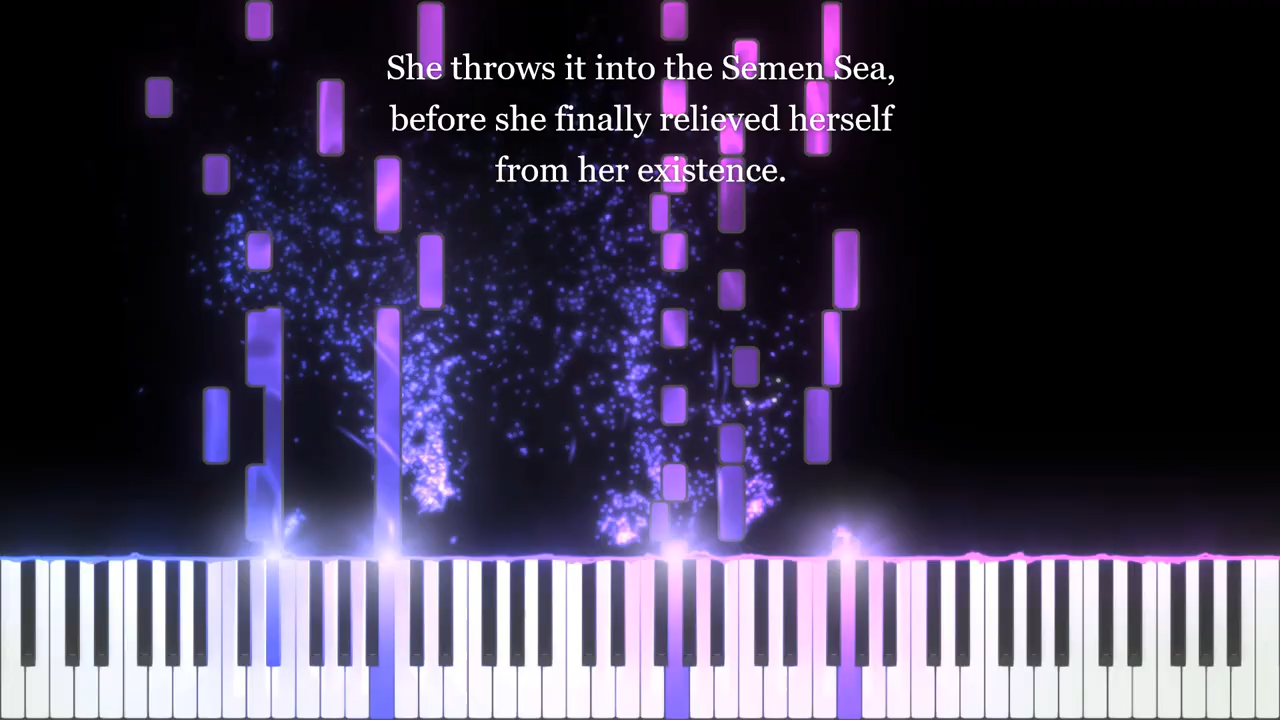 She throws it into the Semen Sea,
before she finally relieved herself
from her existence.